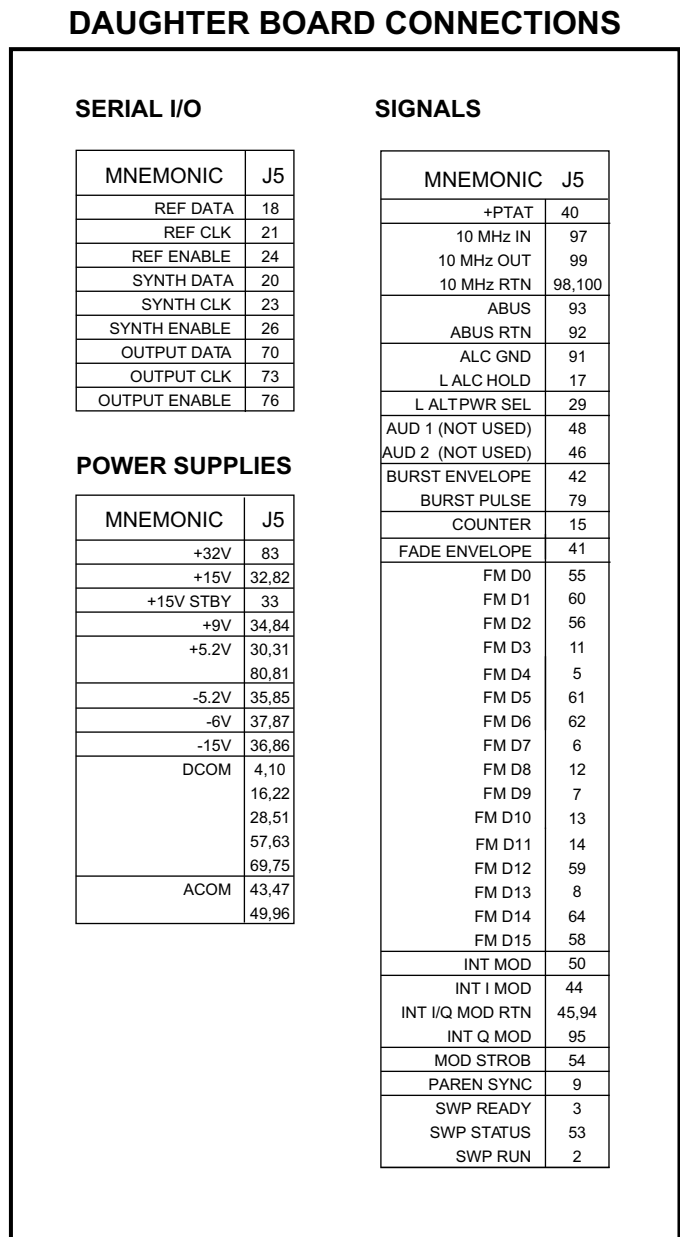 DAUGHTER BOARD CONNECTIONS
SERIAL I/O
MNEMONIC J5
REF DATA 18
REF CLK 21
REF ENABLE 24
SYNTH DATA 20
SYNTH CLK 23
SYNTH ENABLE 26
OUTPUT DATA 70
OUTPUT CLK 73
OUTPUT ENABLE 76
POWER SUPPLIES
MNEMONIC J5
+32V 83
+15V 32,82
+15V STBY 33
+9V 34,84
+5.2V 30,31
80,81
-5.2V 35,85
-6V 37,87
-15V 36,86
DCOM 4,10
16,22
28,51
57,63
69,75
ACOM 43,47
49,96
SIGNALS
MNEMONIC J5
+PTAT 40
10 MHz IN 97
10 MHz OUT 99
10 MHz RTN 98,100
ABUS 93
ABUS RTN 92
ALC GND 91
L ALC HOLD 17
L ALTPWR SEL 29
AUD 1 (NOT USED) 48
AUD 2 (NOT USED) 46
BURST ENVELOPE 42
BURST PULSE 79
COUNTER 15
FADE ENVELOPE 41
FM D0 55
FM D1 60
FM D2 56
FM D3 11
FM D4 5
FM D5 61
FM D6 62
FM D7 6
FM D8 12
FM D9 7
FM D10 13
FM D11 14
FM D12 59
FM D13 8
FM D14 64
FM D15 58
INT MOD 50
INT I MOD 44
INT I/Q MOD RTN 45,94
INT Q MOD 95
MOD STROB 54
PAREN SYNC 9
SWP READY 3
SWP STATUS 53
SWP RUN 2